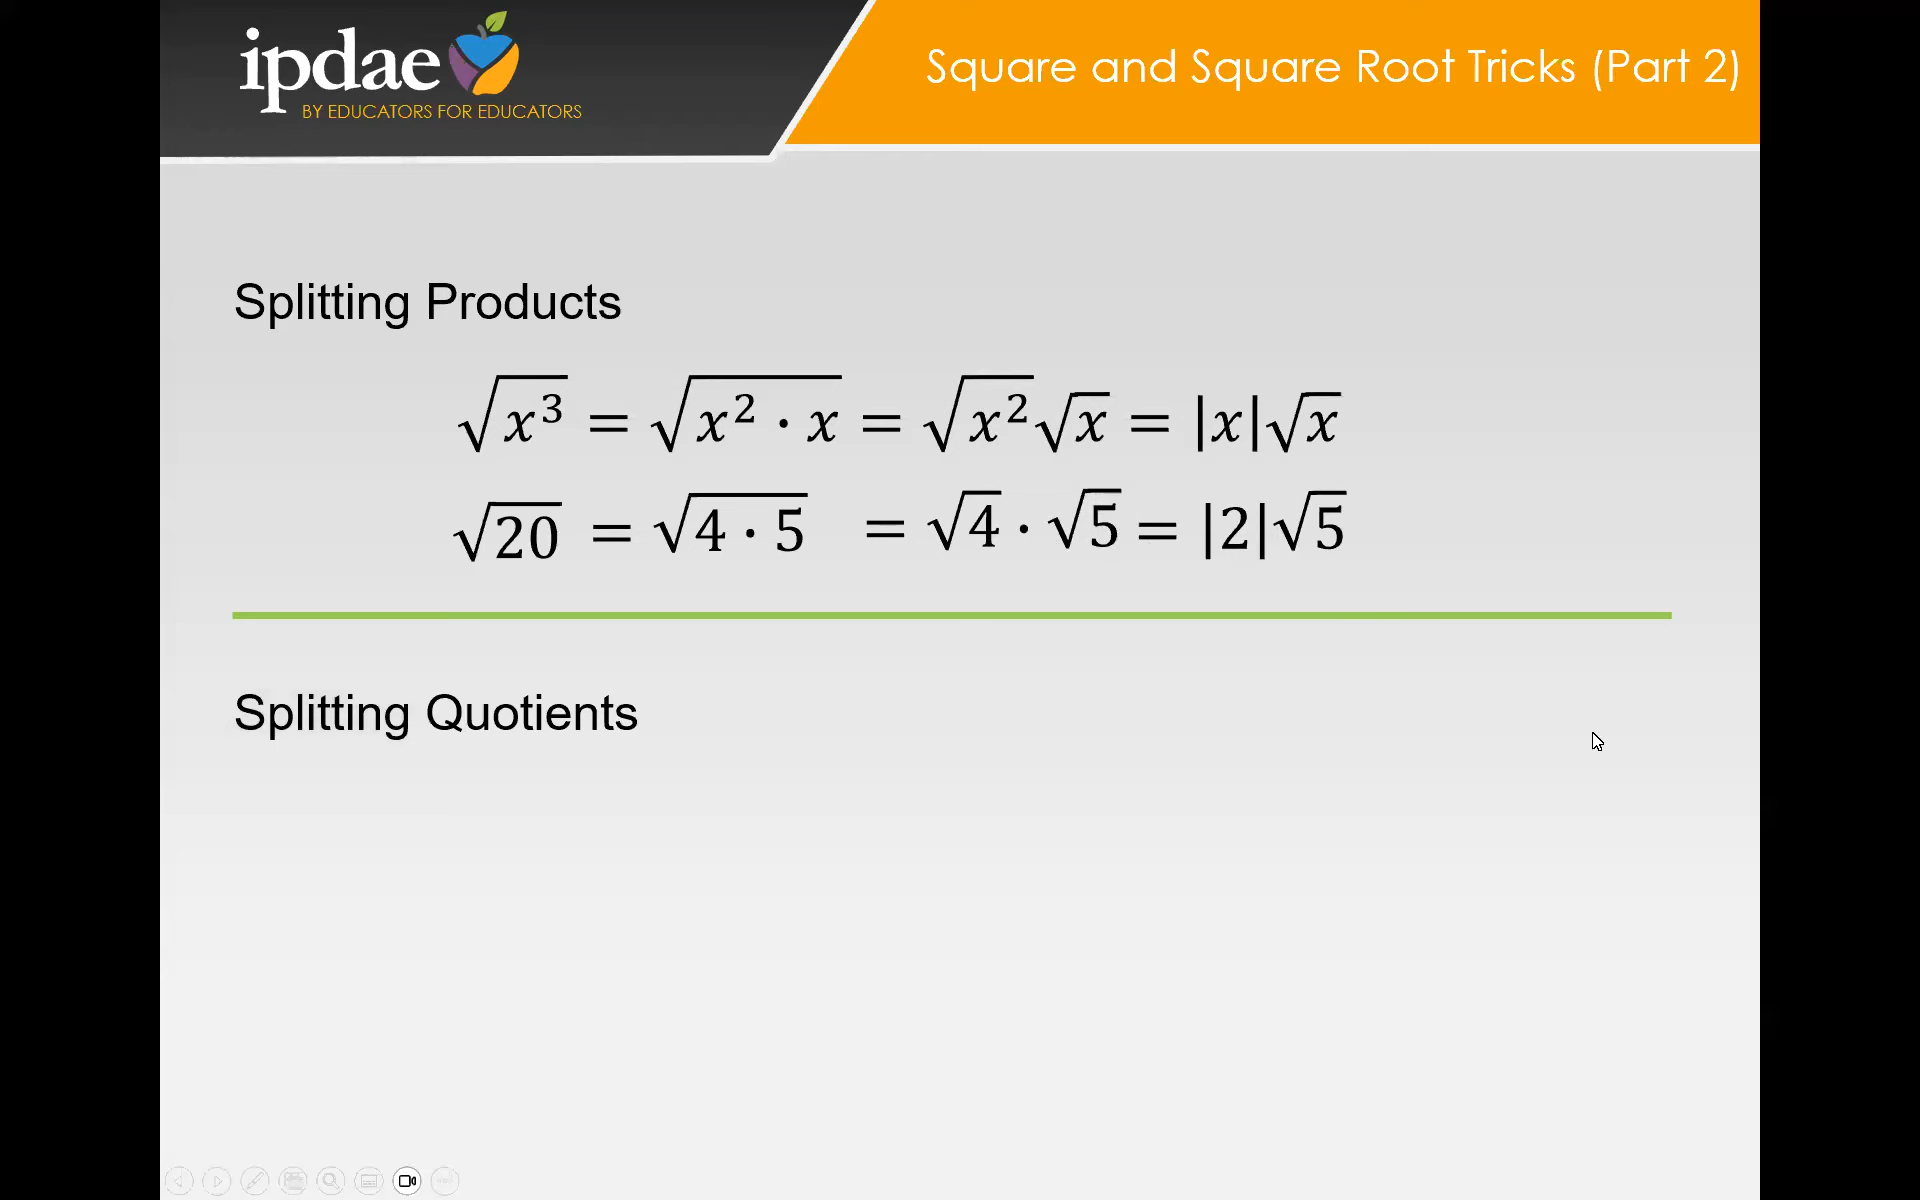 ipdae
BY EDUCATORS FOR EDUCATORS
Square and Square Root Tricks (Part 2)
Splitting Products
√x³ = √x² · x = √x²√x = |x|√x
√20 = √4 · 5 = √4 · √5 = |2|√5
Splitting Quotients